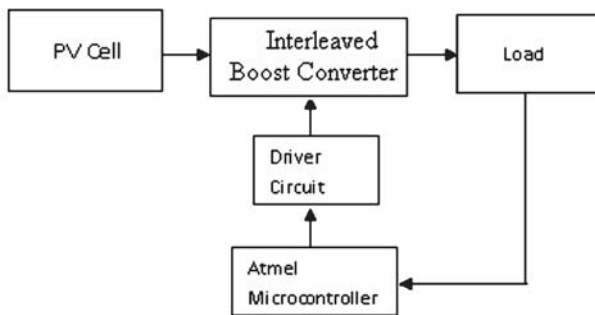 PV Cell
Interleaved
Boost Converter
Load
Driver
Circuit
Atmel
Microcontroller